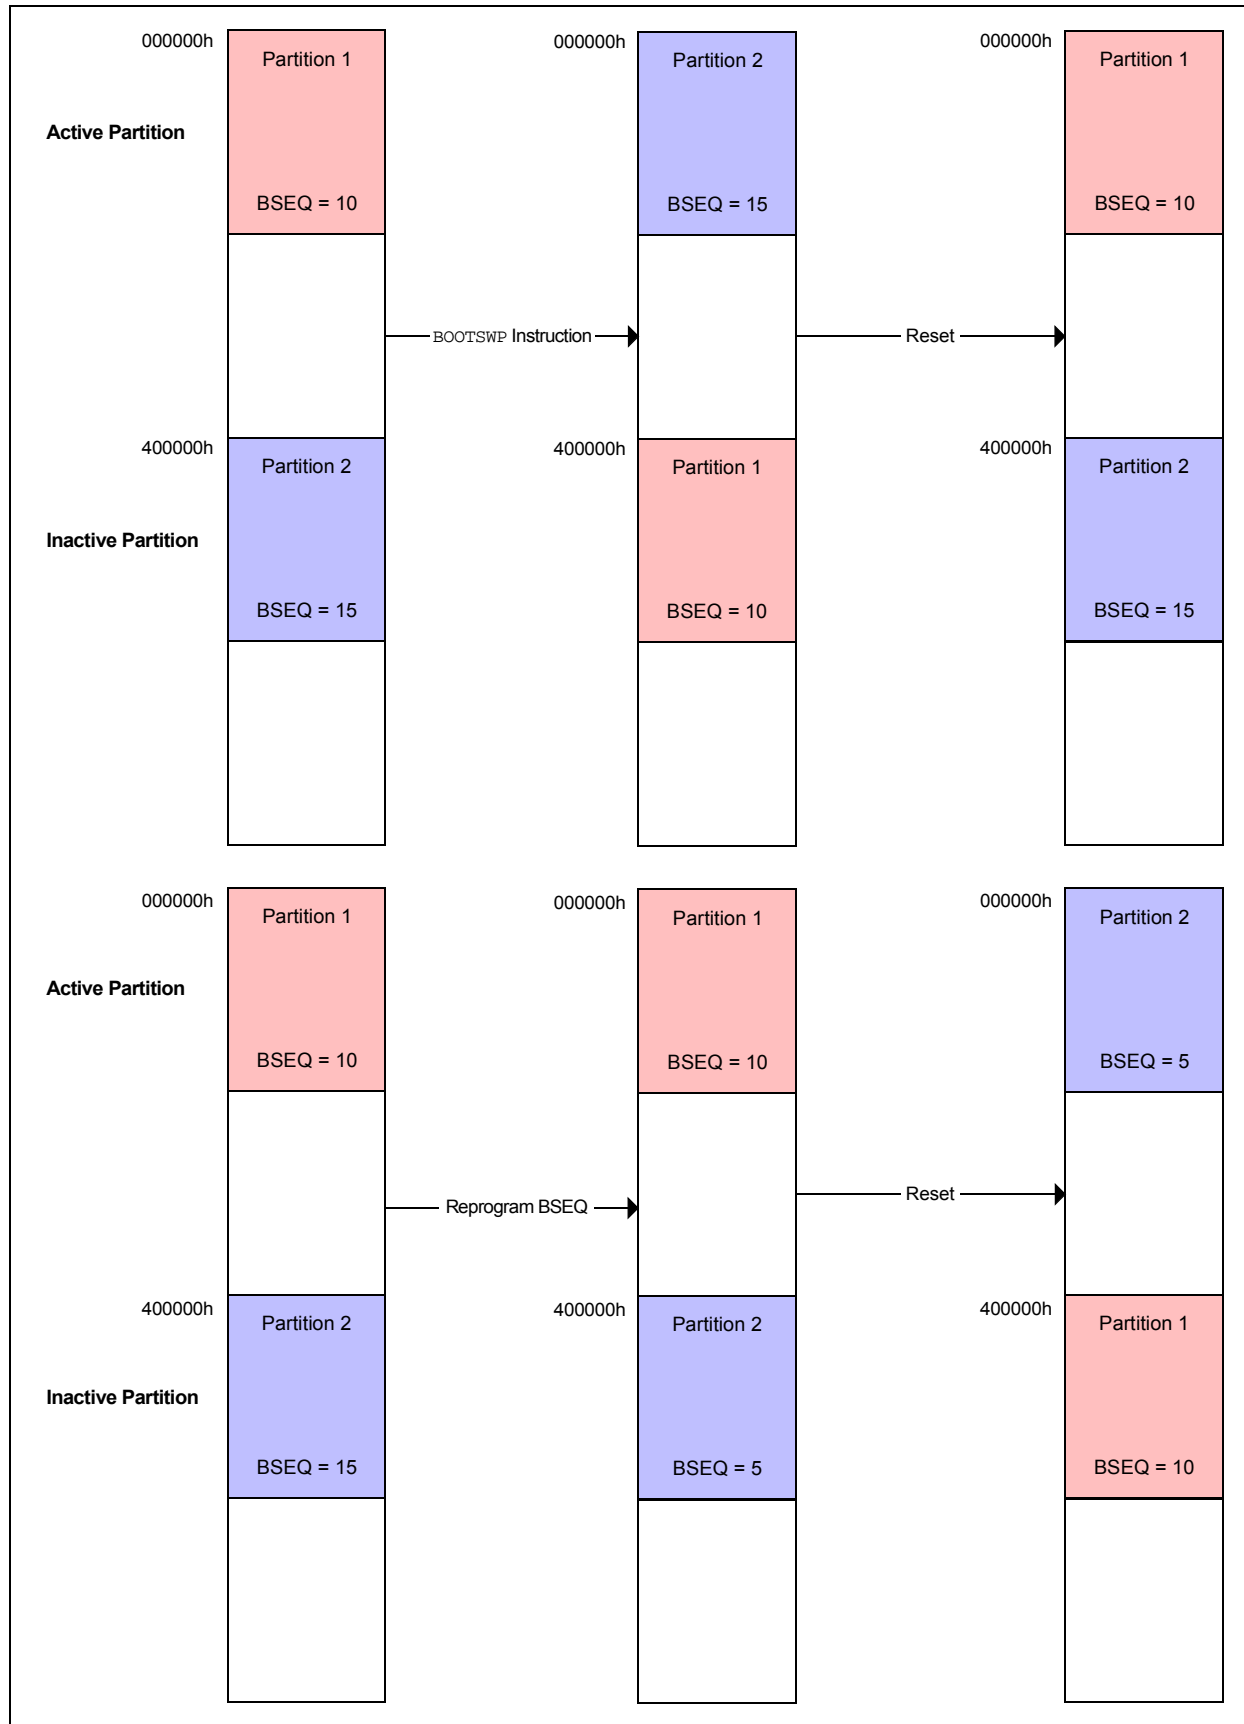 000000h 000000h 000000h
Partition 1 Partition 2 Partition 1
Active Partition
BSEQ = 10 BSEQ = 15 BSEQ = 10
BOOTSWP Instruction Reset
400000h 400000h 400000h
Partition 2 Partition 1 Partition 2
Inactive Partition
BSEQ = 15 BSEQ = 10 BSEQ = 15
000000h 000000h 000000h
Partition 1 Partition 1 Partition 2
Active Partition
BSEQ = 10 BSEQ = 10 BSEQ = 5
Reprogram BSEQ Reset
400000h 400000h 400000h
Partition 2 Partition 2 Partition 1
Inactive Partition
BSEQ = 15 BSEQ = 5 BSEQ = 10